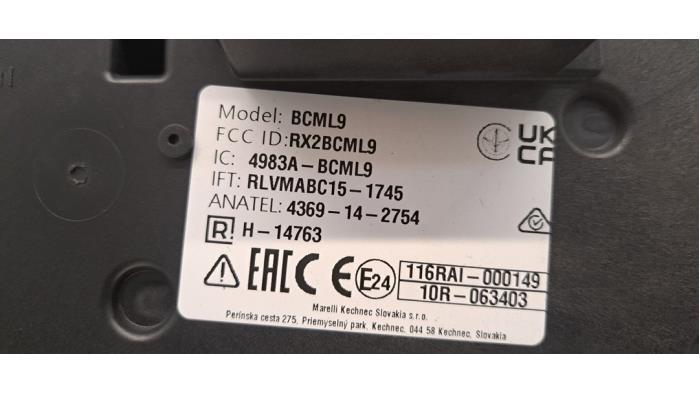 Model: BCML9
FCC ID:RX2BCML9
IC: 4983A-BCML9
IFT: RLVMABC15-1745
ANATEL: 4369-14-2754
R! H-14763
EAC CE E24 116RAI-000149
10R-063403
Marelli Kechnec Slovakia s.r.o.
Perínska cesta 275, Priemyselný park, Kechnec, 044 58 Kechnec, Slovakia
UK
CA